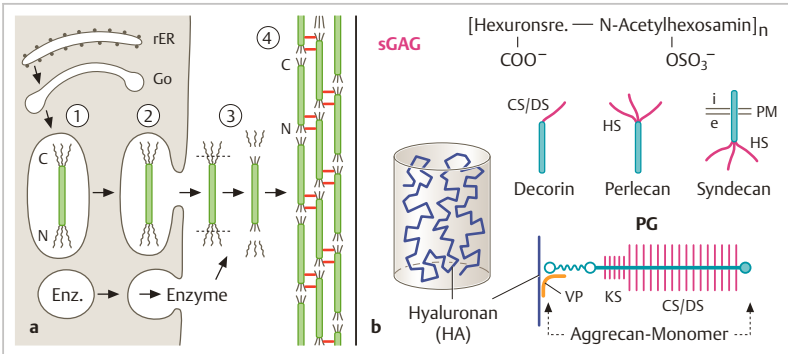 rER
Go
1
2
3
4
C
N
C
N
Enz.
Enzyme
a
sGAG
[Hexuronsre. — N-Acetylhexosamin]n
COO⁻
OSO₃⁻
CS/DS
HS
i
e
PM
HS
Decorin
Perlecan
Syndecan
PG
VP
KS
CS/DS
Hyaluronan
(HA)
Aggrecan-Monomer
b